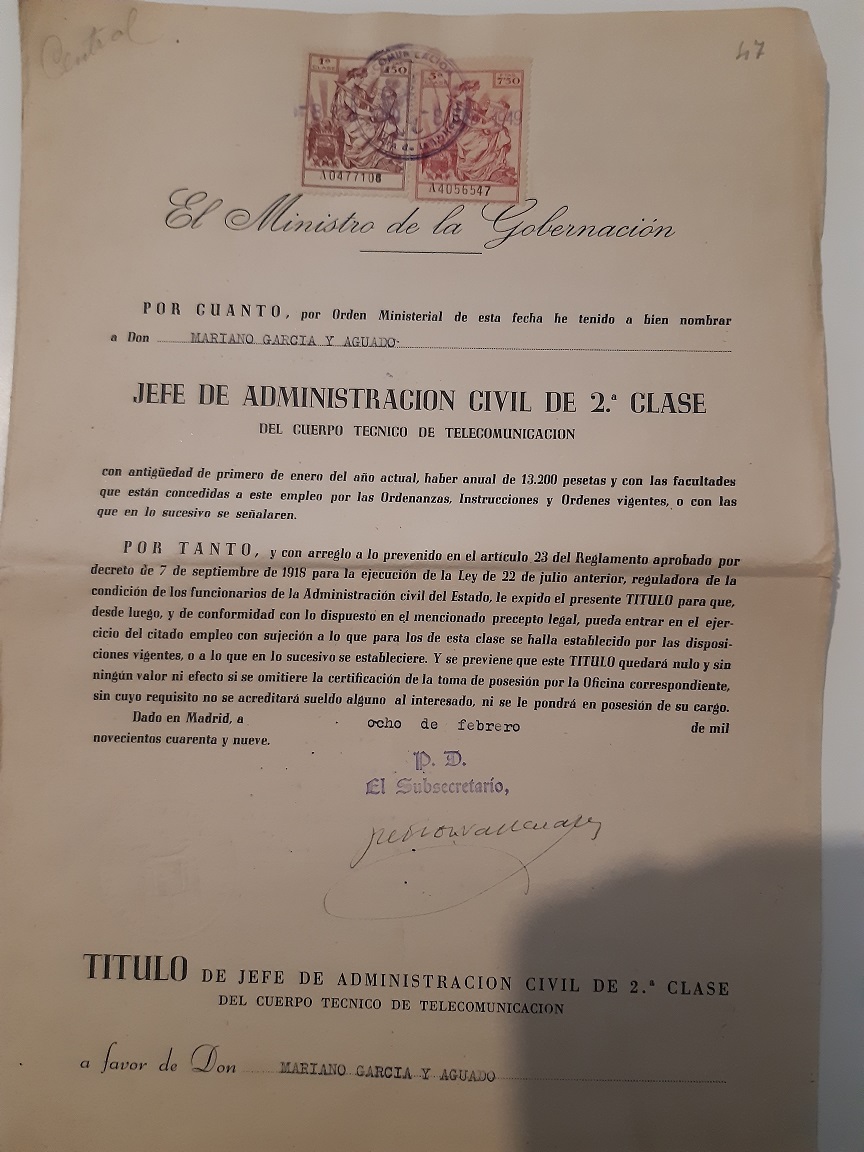 Central
47
1ª CLASE 150
5ª CLASE 750
A0477108
A4056547
1949
El Ministro de la Gobernación
POR CUANTO, por Orden Ministerial de esta fecha he tenido a bien nombrar
a Don MARIANO GARCIA Y AGUADO-
JEFE DE ADMINISTRACION CIVIL DE 2.ª CLASE
DEL CUERPO TECNICO DE TELECOMUNICACION
con antigüedad de primero de enero del año actual, haber anual de 13.200 pesetas y con las facultades
que están concedidas a este empleo por las Ordenanzas, Instrucciones y Ordenes vigentes, o con las
que en lo sucesivo se señalaren.
POR TANTO, y con arreglo a lo prevenido en el artículo 23 del Reglamento aprobado por
decreto de 7 de septiembre de 1918 para la ejecución de la Ley de 22 de julio anterior, reguladora de la
condición de los funcionarios de la Administración civil del Estado, le expido el presente TITULO para que,
desde luego, y de conformidad con lo dispuesto en el mencionado precepto legal, pueda entrar en el ejer-
cicio del citado empleo con sujeción a lo que para los de esta clase se halla establecido por las disposi-
ciones vigentes, o a lo que en lo sucesivo se estableciere. Y se previene que este TITULO quedará nulo y sin
ningún valor ni efecto si se omitiere la certificación de la toma de posesión por la Oficina correspondiente,
sin cuyo requisito no se acreditará sueldo alguno al interesado, ni se le pondrá en posesión de su cargo.
Dado en Madrid, a ocho de febrero de mil
novecientos cuarenta y nueve.
P. D.
El Subsecretario,
TITULO DE JEFE DE ADMINISTRACION CIVIL DE 2.ª CLASE
DEL CUERPO TECNICO DE TELECOMUNICACION
a favor de Don MARIANO GARCIA Y AGUADO